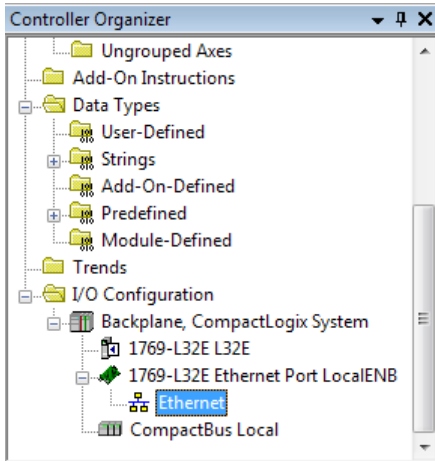 Controller Organizer
Ungrouped Axes
Add-On Instructions
Data Types
User-Defined
Strings
Add-On-Defined
Predefined
Module-Defined
Trends
I/O Configuration
Backplane, CompactLogix System
1769-L32E L32E
1769-L32E Ethernet Port LocalENB
Ethernet
CompactBus Local